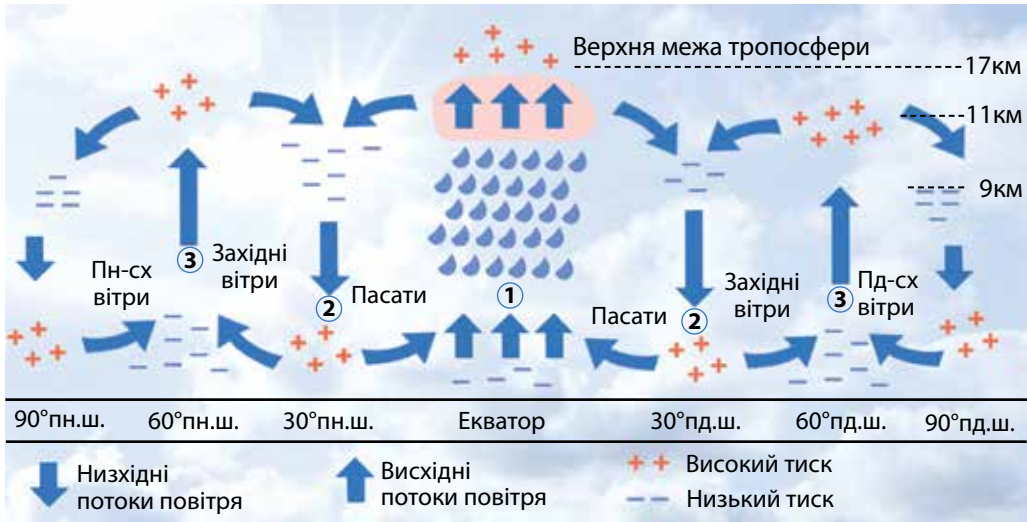 Верхня межа тропосфери
17км
11км
9км
Пн-сх
вітри
3
Західні
вітри
2
Пасати
1
Пасати
2
Західні
вітри
3
Пд-сх
вітри
90°пн.ш.
60°пн.ш.
30°пн.ш.
Екватор
30°пд.ш.
60°пд.ш.
90°пд.ш.
Низхідні
потоки повітря
Висхідні
потоки повітря
Високий тиск
Низький тиск